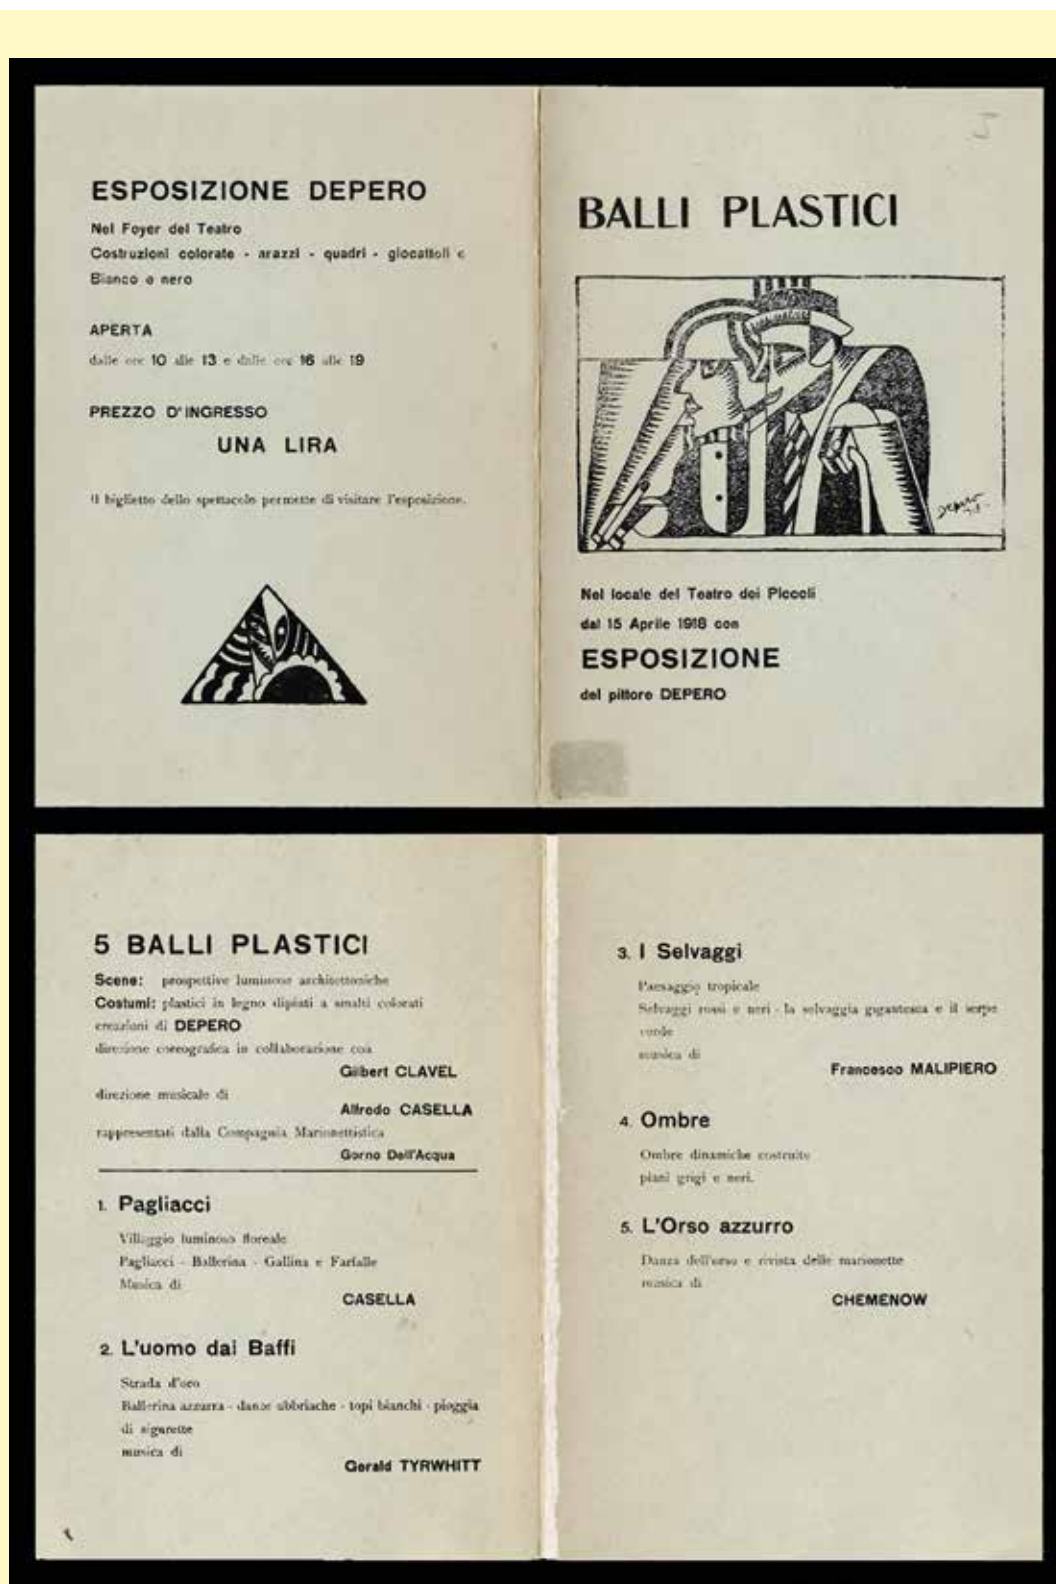 ESPOSIZIONE DEPERO
Nel Foyer del Teatro
Costruzioni colorate - arazzi - quadri - giocattoli e
Bianco e nero
APERTA
dalle ore 10 alle 13 e dalle ore 16 alle 19
PREZZO D'INGRESSO
UNA LIRA
Il biglietto dello spettacolo permette di visitare l'esposizione.
BALLI PLASTICI
Depero
Nel locale del Teatro dei Piccoli
dal 15 Aprile 1918 con
ESPOSIZIONE
del pittore DEPERO
5 BALLI PLASTICI
Scene: prospettive luminose architettoniche
Costumi: plastici in legno dipinti a smalti colorati
creazioni di DEPERO
direzione coreografica in collaborazione con
Gilbert CLAVEL
direzione musicale di
Alfredo CASELLA
rappresentati dalla Compagnia Marionettistica
Gorno Dell'Acqua
1. Pagliacci
Villaggio luminoso floreale
Pagliacci - Ballerina - Gallina e Farfalle
Musica di
CASELLA
2. L'uomo dai Baffi
Strada d'oro
Ballerina azzurra - danze ubbriache - topi bianchi - pioggia
di sigarette
musica di
Gerald TYRWHITT
3. I Selvaggi
Paesaggio tropicale
Selvaggi rossi e neri - la selvaggia gigantesca e il serpe
verde
musica di
Francesco MALIPIERO
4. Ombre
Ombre dinamiche costruite
piani grigi e neri.
5. L'Orso azzurro
Danza dell'orso e rivista delle marionette
musica di
CHEMENOW